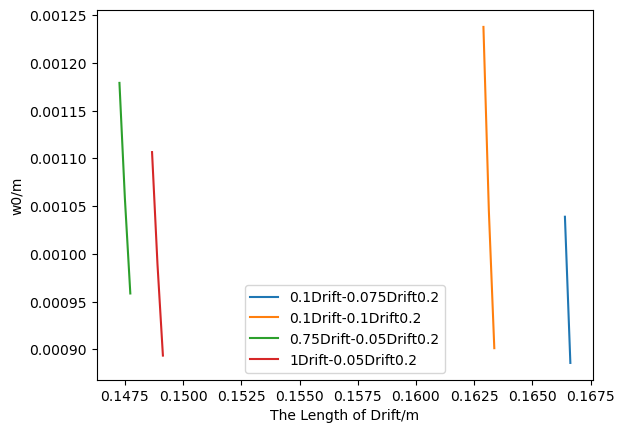 0.00125
0.00120
0.00115
0.00110
0.00105
0.00100
0.00095
0.00090
w0/m
0.1Drift-0.075Drift0.2
0.1Drift-0.1Drift0.2
0.75Drift-0.05Drift0.2
1Drift-0.05Drift0.2
0.1475 0.1500 0.1525 0.1550 0.1575 0.1600 0.1625 0.1650 0.1675
The Length of Drift/m